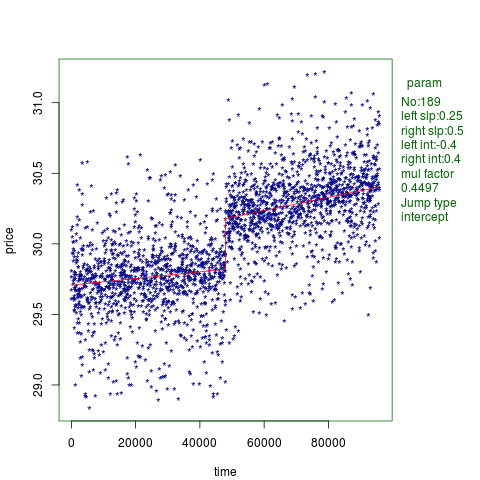 param
No:189
left slp:0.25
right slp:0.5
left int:-0.4
right int:0.4
mul factor
0.4497
Jump type
intercept
price
31.0
30.5
30.0
29.5
29.0
0 20000 40000 60000 80000
time